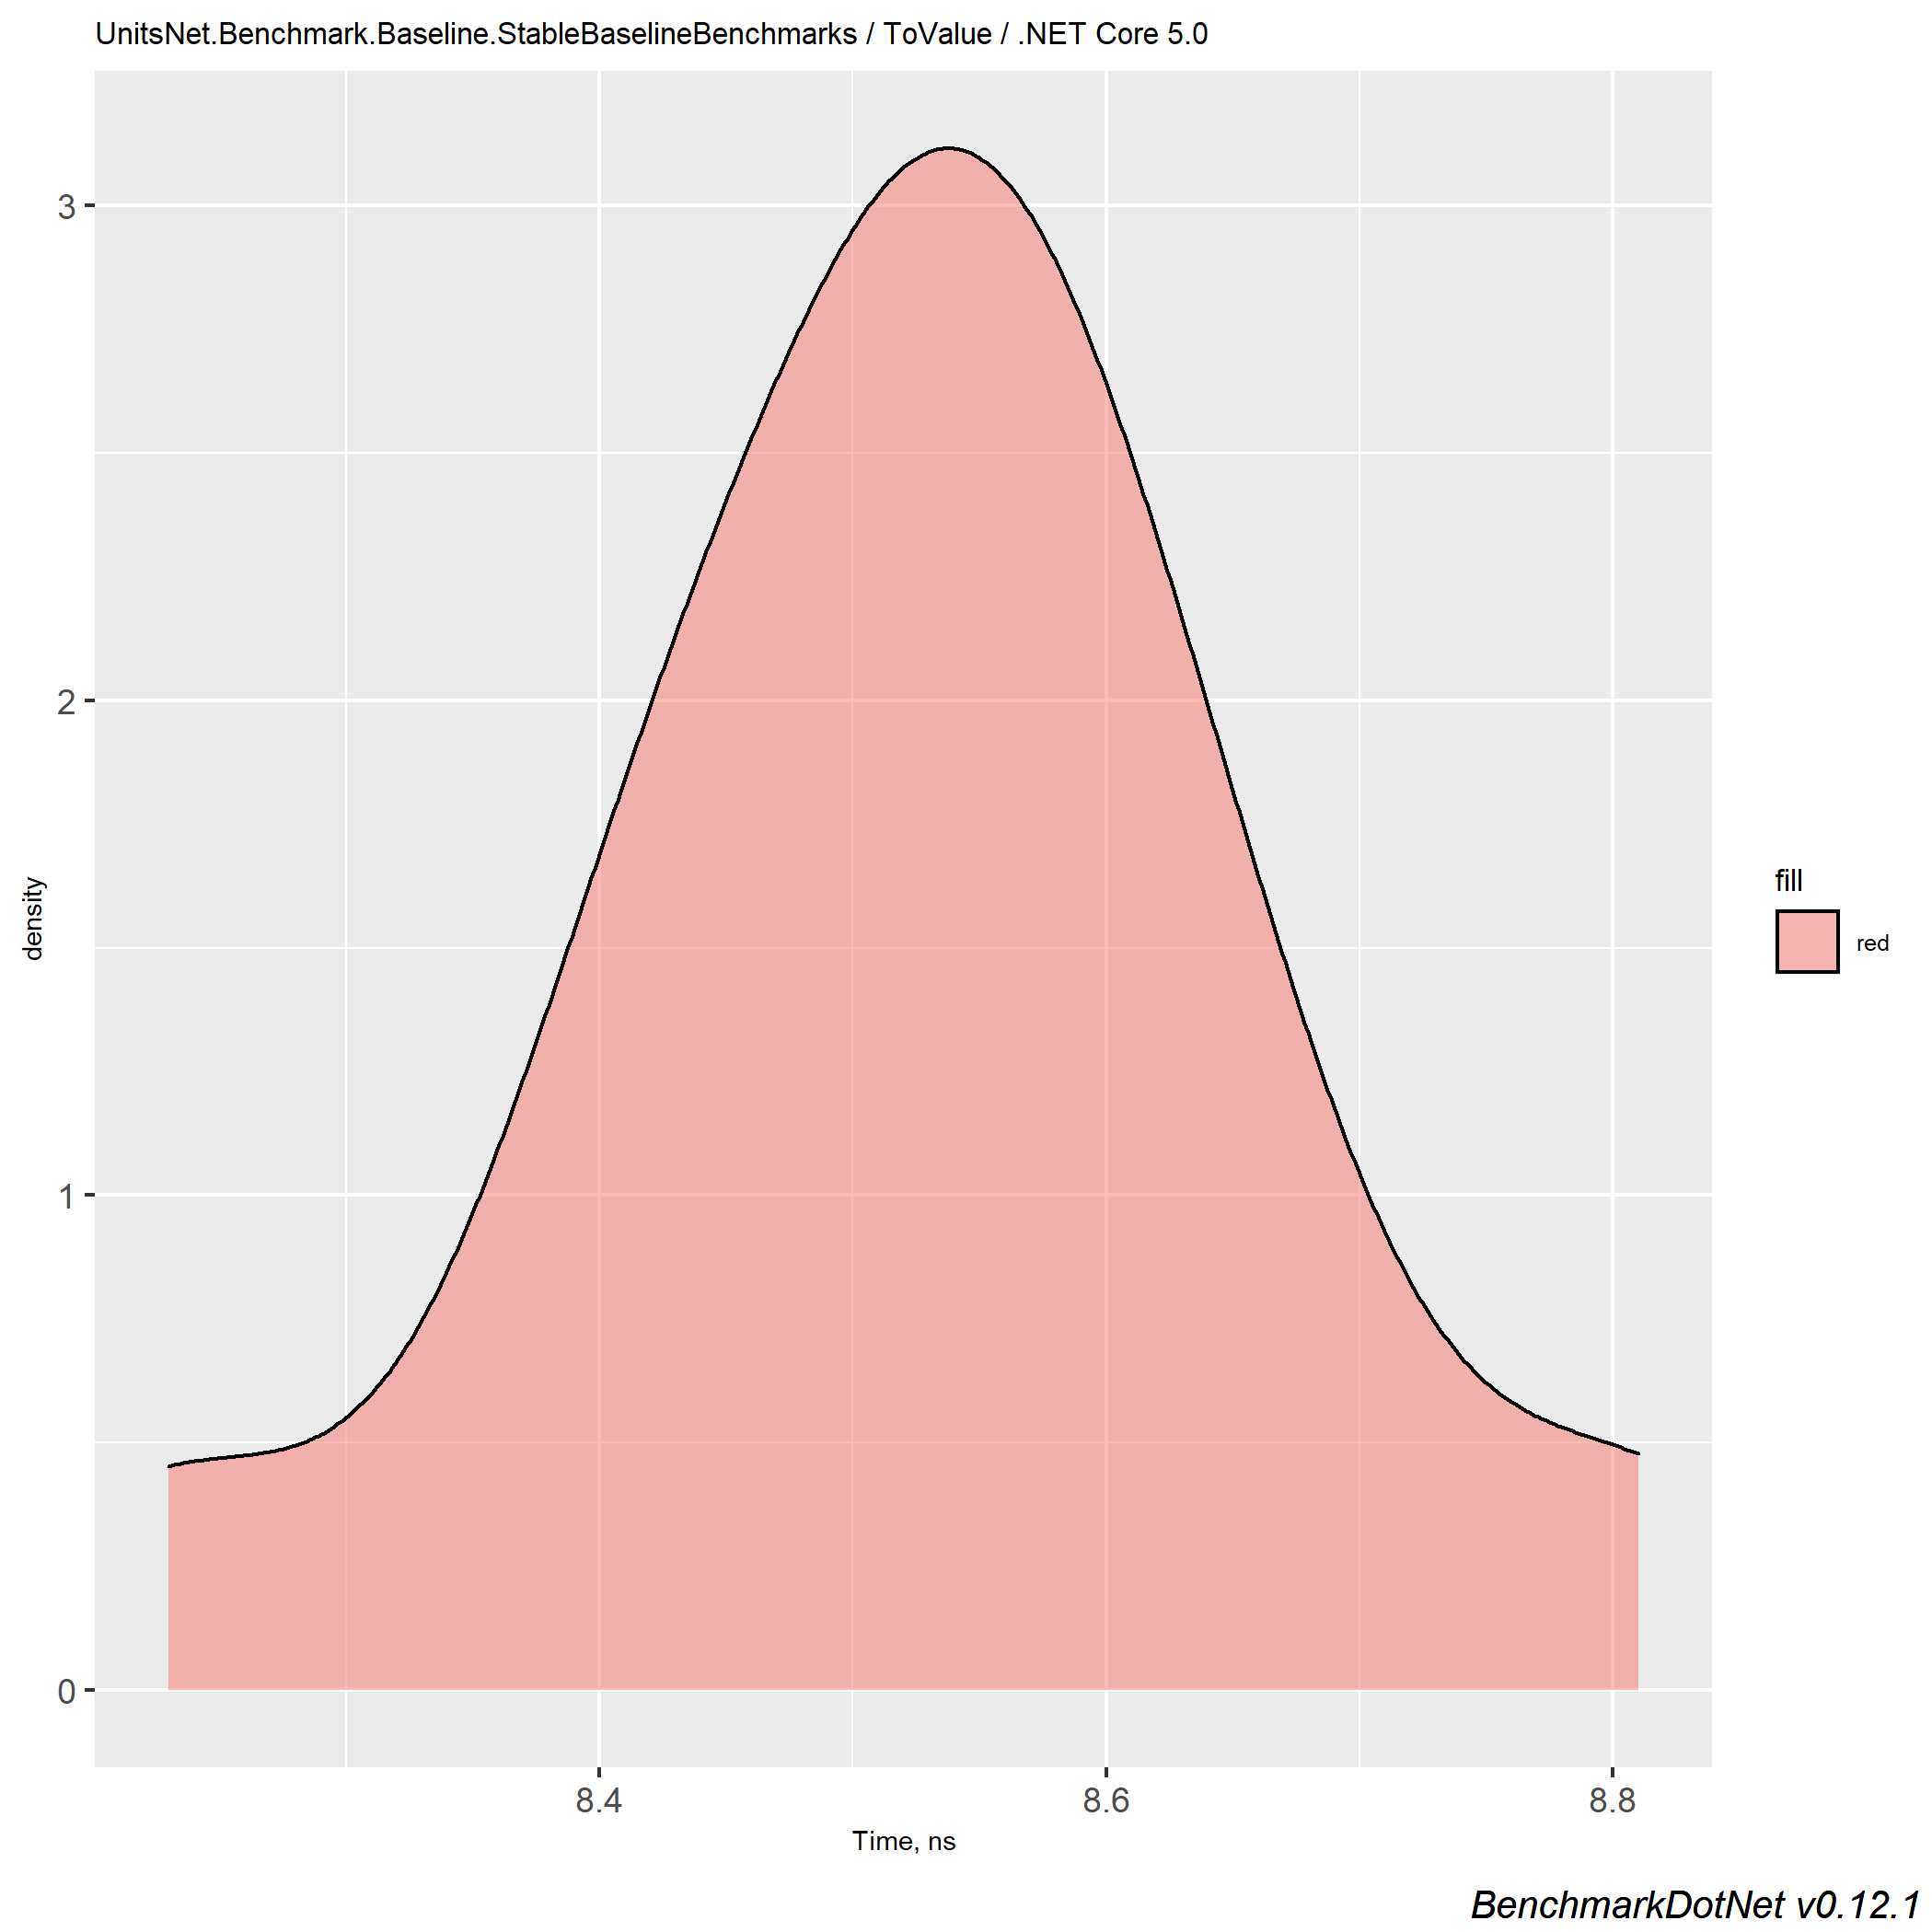 UnitsNet.Benchmark.Baseline.StableBaselineBenchmarks / ToValue / .NET Core 5.0
3
2
1
0
density
8.4 8.6 8.8
Time, ns
fill
red
BenchmarkDotNet v0.12.1